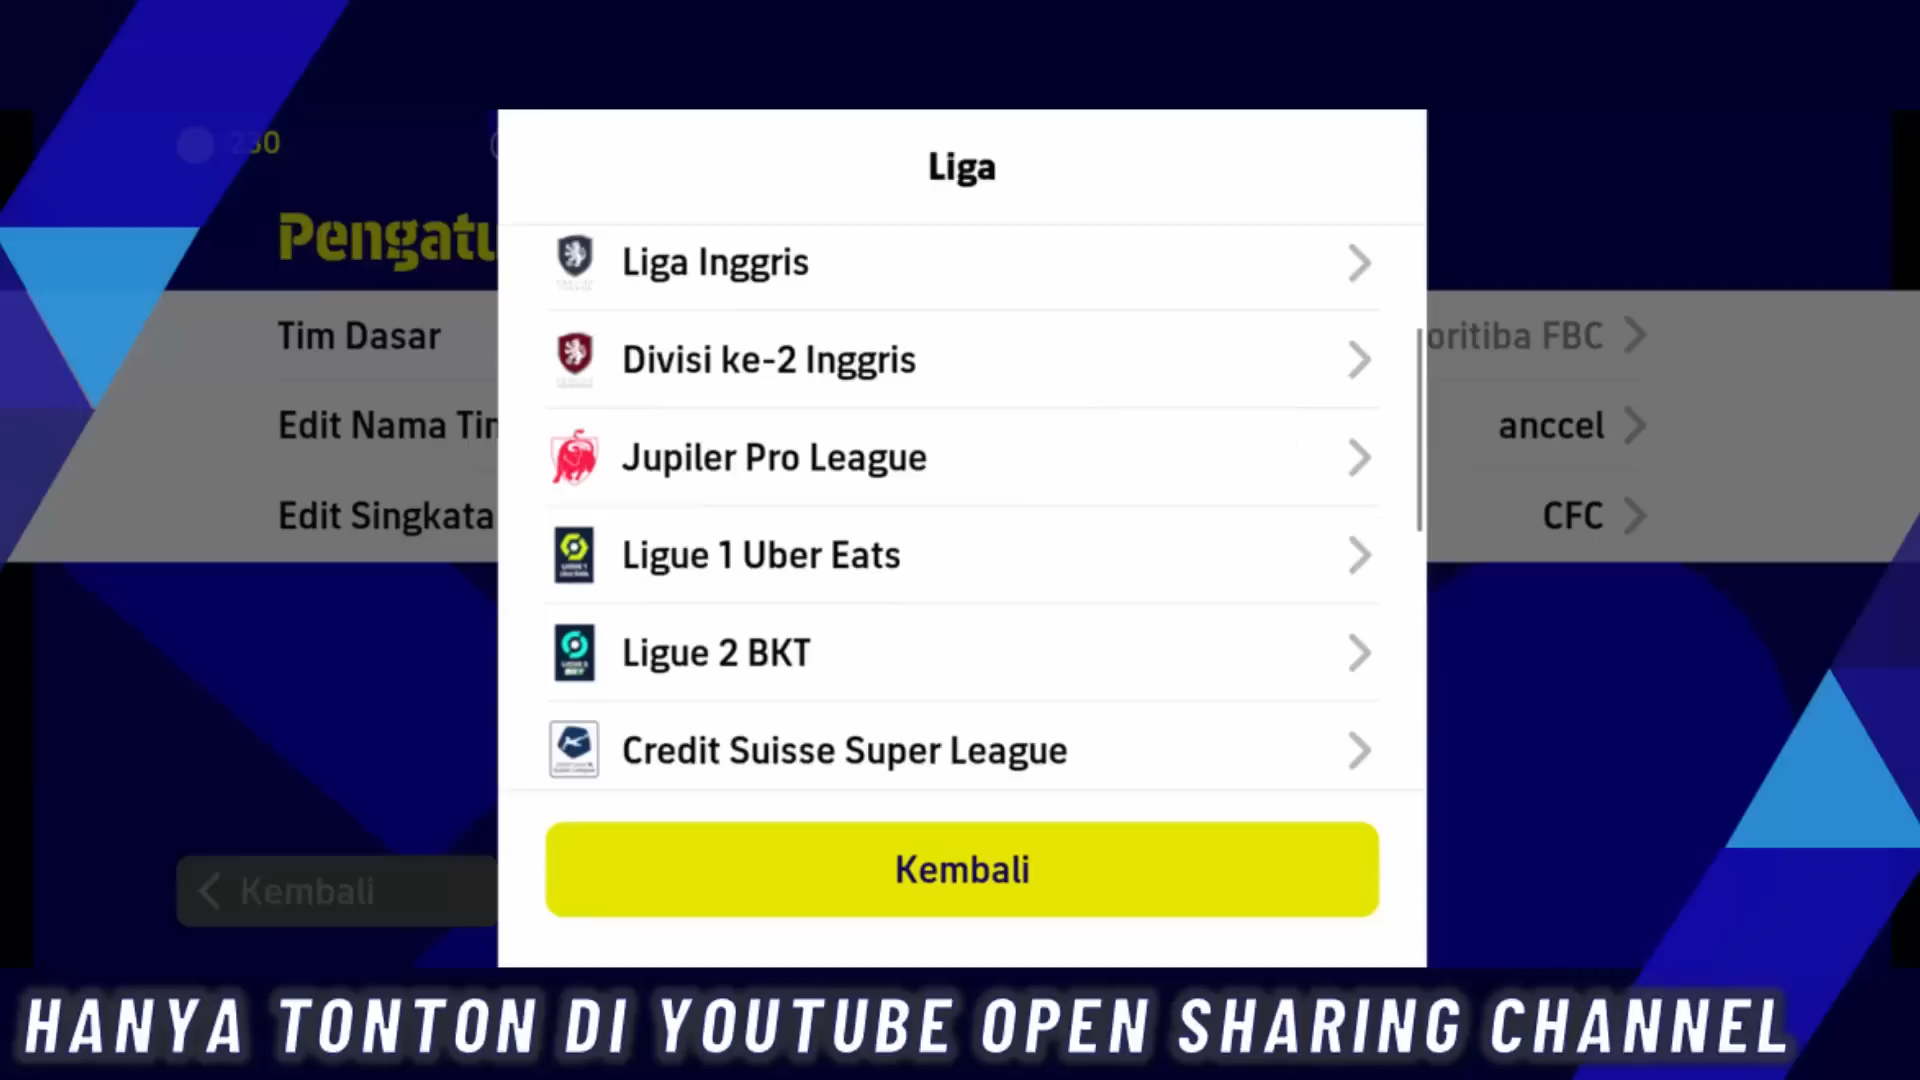 230
Liga
Pengatu
Liga Inggris
Tim Dasar
oritiba FBC
Divisi ke-2 Inggris
Edit Nama Tin
anccel
Jupiler Pro League
Edit Singkata
CFC
Ligue 1 Uber Eats
Ligue 2 BKT
Credit Suisse Super League
Kembali
Kembali
HANYA TONTON DI YOUTUBE OPEN SHARING CHANNEL